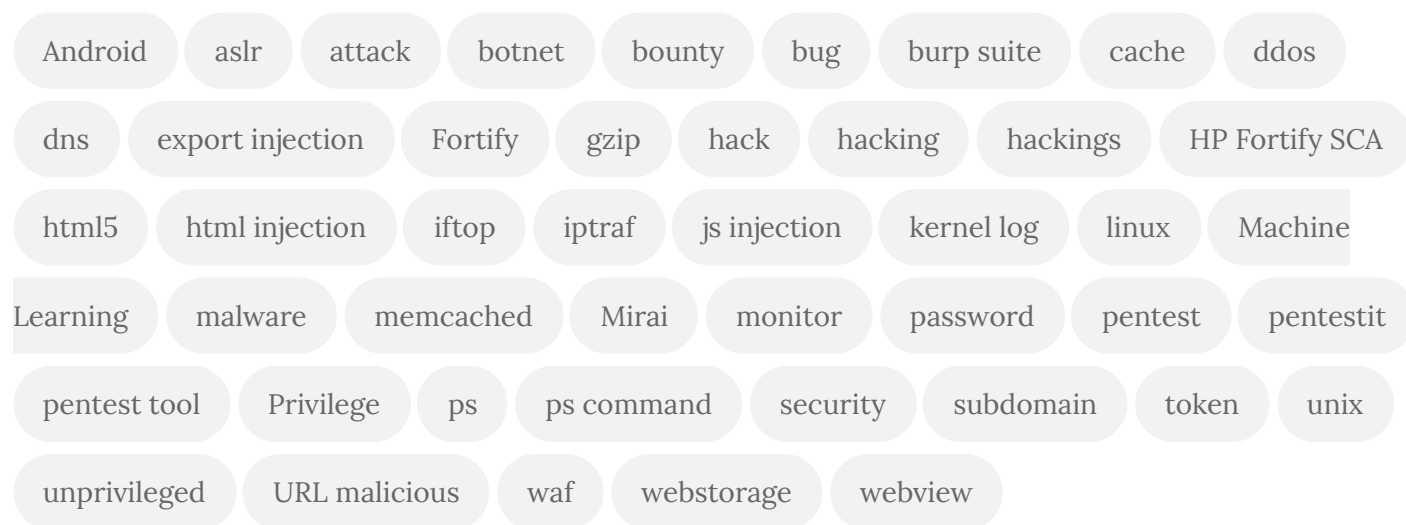 Android aslr attack botnet bounty bug burp suite cache ddos
dns export injection Fortify gzip hack hacking hackings HP Fortify SCA
html5 html injection iftop iptraf js injection kernel log linux Machine
Learning malware memcached Mirai monitor password pentest pentestit
pentest tool Privilege ps ps command security subdomain token unix
unprivileged URL malicious waf webstorage webview